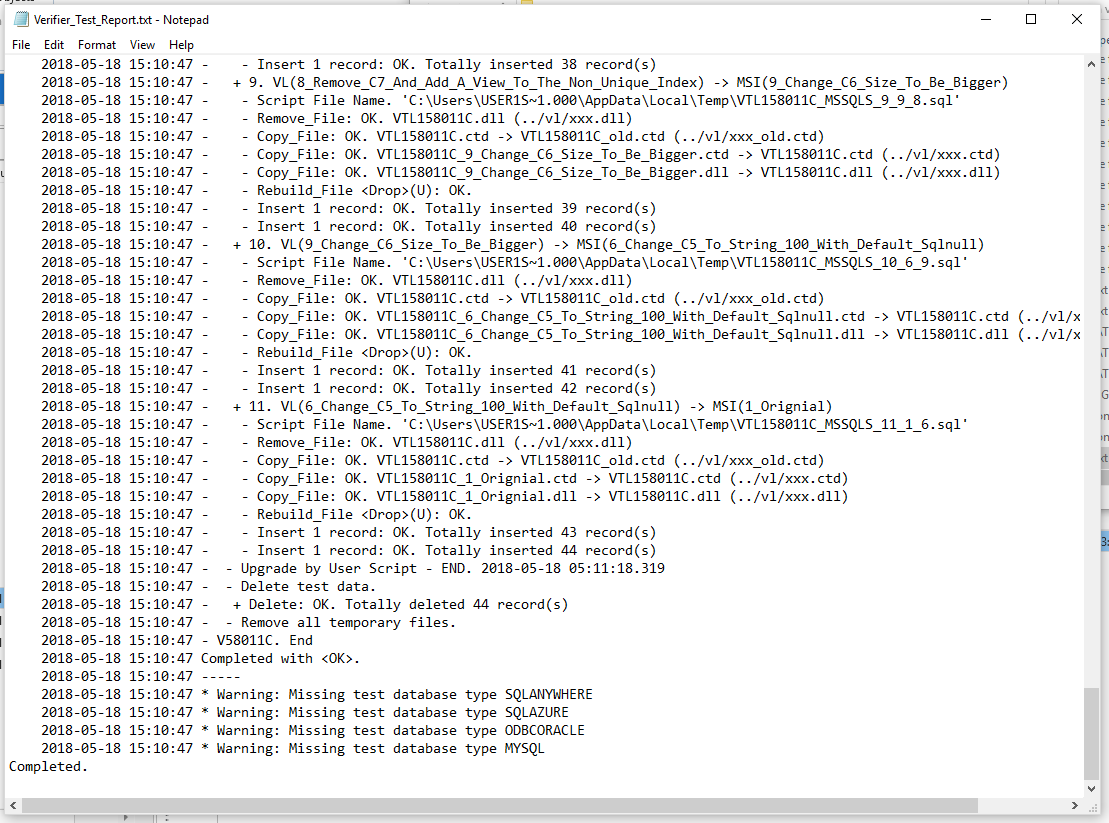 Verifier_Test_Report.txt - Notepad
File Edit Format View Help
2018-05-18 15:10:47 -    - Insert 1 record: OK. Totally inserted 38 record(s)
2018-05-18 15:10:47 -   + 9. VL(8_Remove_C7_And_Add_A_View_To_The_Non_Unique_Index) -> MSI(9_Change_C6_Size_To_Be_Bigger)
2018-05-18 15:10:47 -    - Script File Name. 'C:\Users\USER1S~1.000\AppData\Local\Temp\VTL158011C_MSSQLS_9_9_8.sql'
2018-05-18 15:10:47 -    - Remove_File: OK. VTL158011C.dll (../vl/xxx.dll)
2018-05-18 15:10:47 -    - Copy_File: OK. VTL158011C.ctd -> VTL158011C_old.ctd (../vl/xxx_old.ctd)
2018-05-18 15:10:47 -    - Copy_File: OK. VTL158011C_9_Change_C6_Size_To_Be_Bigger.ctd -> VTL158011C.ctd (../vl/xxx.ctd)
2018-05-18 15:10:47 -    - Copy_File: OK. VTL158011C_9_Change_C6_Size_To_Be_Bigger.dll -> VTL158011C.dll (../vl/xxx.dll)
2018-05-18 15:10:47 -    - Rebuild_File <Drop>(U): OK.
2018-05-18 15:10:47 -    - Insert 1 record: OK. Totally inserted 39 record(s)
2018-05-18 15:10:47 -    - Insert 1 record: OK. Totally inserted 40 record(s)
2018-05-18 15:10:47 -   + 10. VL(9_Change_C6_Size_To_Be_Bigger) -> MSI(6_Change_C5_To_String_100_With_Default_Sqlnull)
2018-05-18 15:10:47 -    - Script File Name. 'C:\Users\USER1S~1.000\AppData\Local\Temp\VTL158011C_MSSQLS_10_6_9.sql'
2018-05-18 15:10:47 -    - Remove_File: OK. VTL158011C.dll (../vl/xxx.dll)
2018-05-18 15:10:47 -    - Copy_File: OK. VTL158011C.ctd -> VTL158011C_old.ctd (../vl/xxx_old.ctd)
2018-05-18 15:10:47 -    - Copy_File: OK. VTL158011C_6_Change_C5_To_String_100_With_Default_Sqlnull.ctd -> VTL158011C.ctd (../vl/x
2018-05-18 15:10:47 -    - Copy_File: OK. VTL158011C_6_Change_C5_To_String_100_With_Default_Sqlnull.dll -> VTL158011C.dll (../vl/x
2018-05-18 15:10:47 -    - Rebuild_File <Drop>(U): OK.
2018-05-18 15:10:47 -    - Insert 1 record: OK. Totally inserted 41 record(s)
2018-05-18 15:10:47 -    - Insert 1 record: OK. Totally inserted 42 record(s)
2018-05-18 15:10:47 -   + 11. VL(6_Change_C5_To_String_100_With_Default_Sqlnull) -> MSI(1_Orignial)
2018-05-18 15:10:47 -    - Script File Name. 'C:\Users\USER1S~1.000\AppData\Local\Temp\VTL158011C_MSSQLS_11_1_6.sql'
2018-05-18 15:10:47 -    - Remove_File: OK. VTL158011C.dll (../vl/xxx.dll)
2018-05-18 15:10:47 -    - Copy_File: OK. VTL158011C.ctd -> VTL158011C_old.ctd (../vl/xxx_old.ctd)
2018-05-18 15:10:47 -    - Copy_File: OK. VTL158011C_1_Orignial.ctd -> VTL158011C.ctd (../vl/xxx.ctd)
2018-05-18 15:10:47 -    - Copy_File: OK. VTL158011C_1_Orignial.dll -> VTL158011C.dll (../vl/xxx.dll)
2018-05-18 15:10:47 -    - Rebuild_File <Drop>(U): OK.
2018-05-18 15:10:47 -    - Insert 1 record: OK. Totally inserted 43 record(s)
2018-05-18 15:10:47 -    - Insert 1 record: OK. Totally inserted 44 record(s)
2018-05-18 15:10:47 -  - Upgrade by User Script - END. 2018-05-18 05:11:18.319
2018-05-18 15:10:47 -  - Delete test data.
2018-05-18 15:10:47 -   + Delete: OK. Totally deleted 44 record(s)
2018-05-18 15:10:47 -  - Remove all temporary files.
2018-05-18 15:10:47 - V58011C. End
2018-05-18 15:10:47 Completed with <OK>.
2018-05-18 15:10:47 -----
2018-05-18 15:10:47 * Warning: Missing test database type SQLANYWHERE
2018-05-18 15:10:47 * Warning: Missing test database type SQLAZURE
2018-05-18 15:10:47 * Warning: Missing test database type ODBCORACLE
2018-05-18 15:10:47 * Warning: Missing test database type MYSQL
Completed.